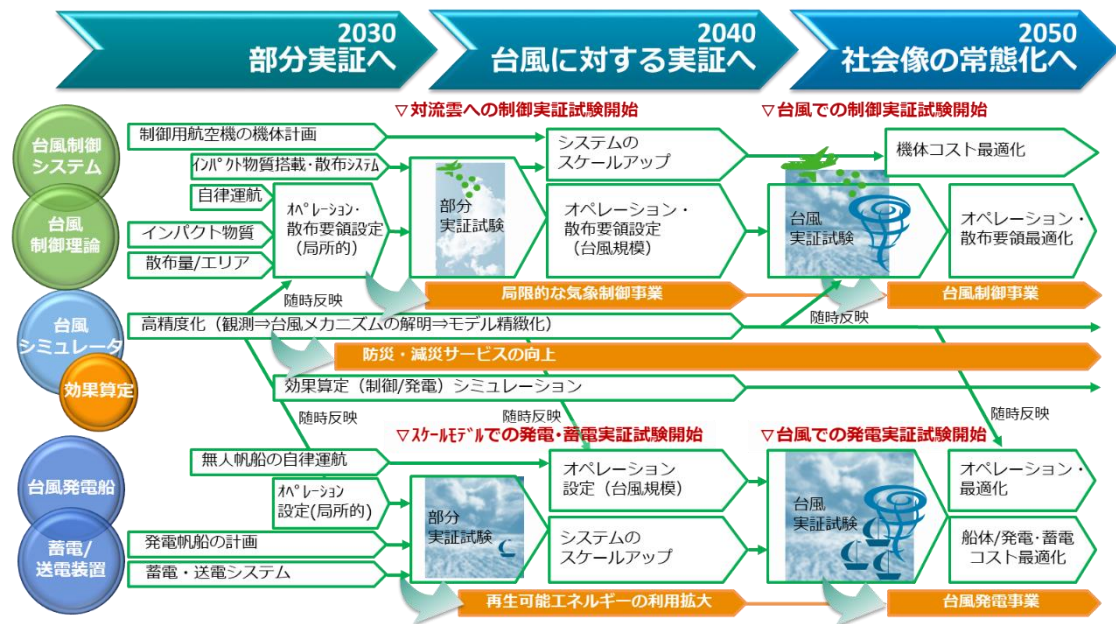 2030
部分実証へ
2040
台風に対する実証へ
2050
社会像の常態化へ
▽対流雲への制御実証試験開始
▽台風での制御実証試験開始
台風制御
システム
制御用航空機の機体計画
システムの
スケールアップ
機体コスト最適化
ｲﾝﾊﾟｸﾄ物質搭載・散布ｼｽﾃﾑ
自律運航
台風
制御理論
インパクト物質
散布量/エリア
ｵﾍﾟﾚｰｼｮﾝ・
散布要領設定
(局所的)
部分
実証試験
オペレーション・
散布要領設定
（台風規模）
台風
実証試験
オペレーション・
散布要領最適化
随時反映
局限的な気象制御事業
台風制御事業
台風
シミュレータ
高精度化（観測⇒台風メカニズムの解明⇒モデル精緻化）
随時反映
防災・減災サービスの向上
効果算定
効果算定（制御/発電）シミュレーション
随時反映
随時反映
随時反映
▽ｽｹｰﾙﾓﾃﾞﾙでの発電・蓄電実証試験開始
▽台風での発電実証試験開始
台風発電船
無人帆船の自律運航
ｵﾍﾟﾚｰｼｮﾝ
設定(局所的)
部分
実証試験
オペレーション
設定（台風規模）
台風
実証試験
オペレーション・
最適化
蓄電/
送電装置
発電帆船の計画
蓄電・送電システム
システムの
スケールアップ
船体/発電・蓄電
コスト最適化
再生可能エネルギーの利用拡大
台風発電事業